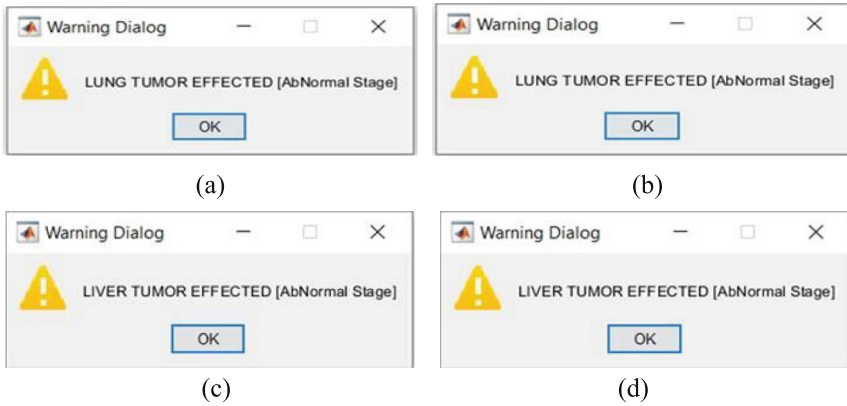 Warning Dialog
LUNG TUMOR EFFECTED [AbNormal Stage]
OK
(a)
Warning Dialog
LUNG TUMOR EFFECTED [AbNormal Stage]
OK
(b)
Warning Dialog
LIVER TUMOR EFFECTED [AbNormal Stage]
OK
(c)
Warning Dialog
LIVER TUMOR EFFECTED [AbNormal Stage]
OK
(d)